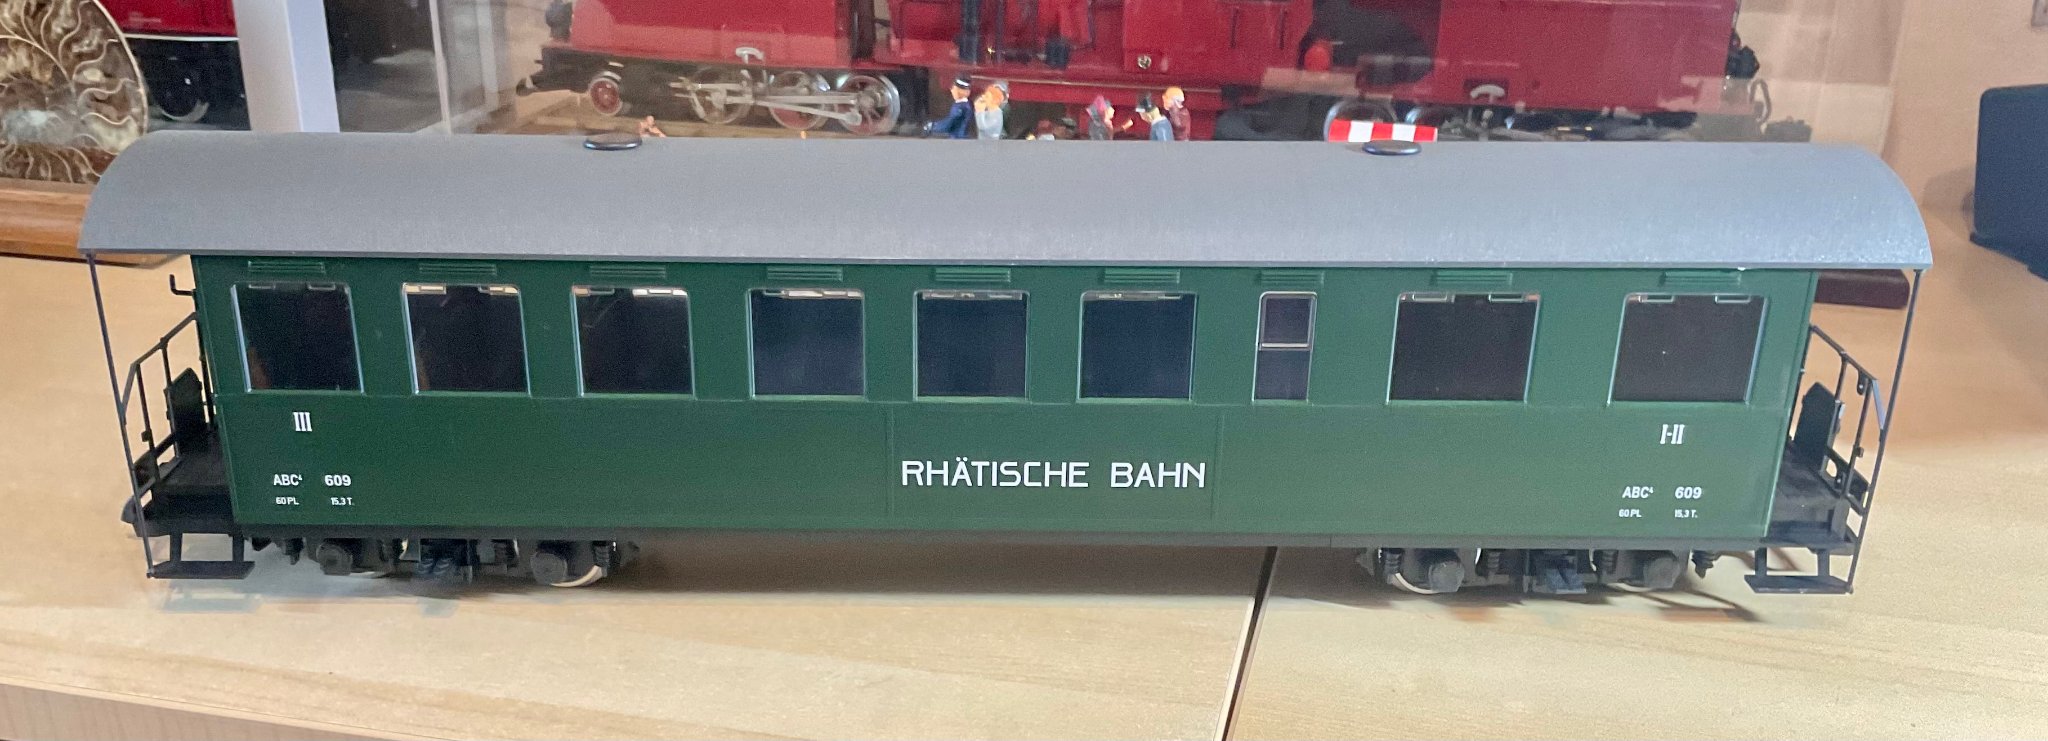 III
I-II
RHÄTISCHE BAHN
ABC⁴ 609
60 PL 15.3 T.
ABC⁴ 609
60 PL 15.3 T.